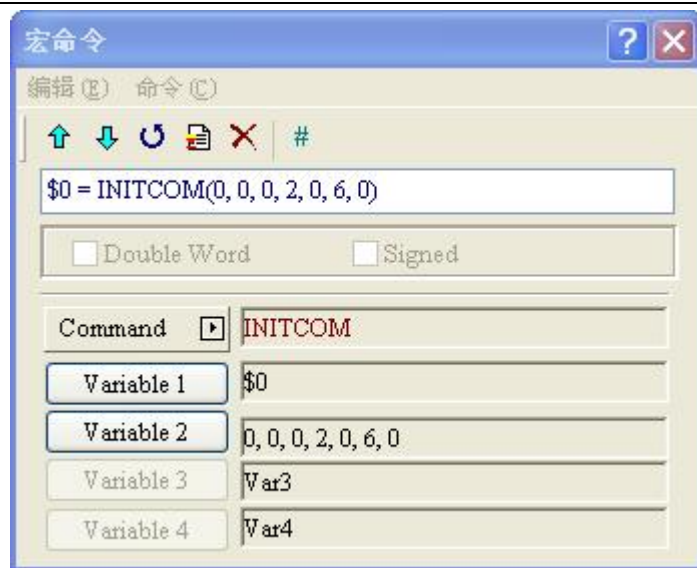 宏命令
编辑(E) 命令(C)
#
$0 = INITCOM(0, 0, 0, 2, 0, 6, 0)
Double Word Signed
Command INITCOM
Variable 1 $0
Variable 2 0, 0, 0, 2, 0, 6, 0
Variable 3 Var3
Variable 4 Var4